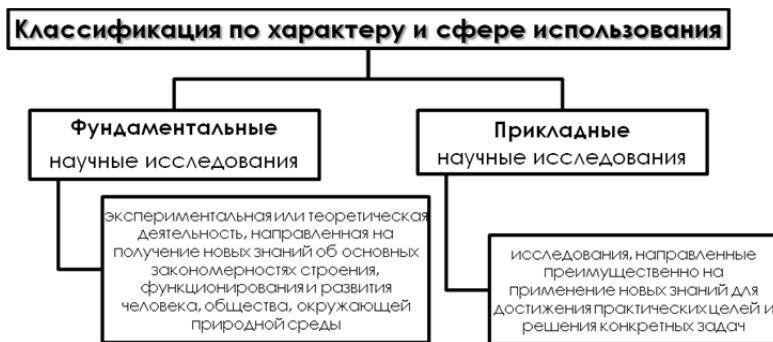 Классификация по характеру и сфере использования
Фундаментальные
научные исследования
Прикладные
научные исследования
экспериментальная или теоретическая
деятельность, направленная на
получение новых знаний об основных
закономерностях строения,
функционирования и развития
человека, общества, окружающей
природной среды
исследования, направленные
преимущественно на
применение новых знаний для
достижения практических целей и
решения конкретных задач